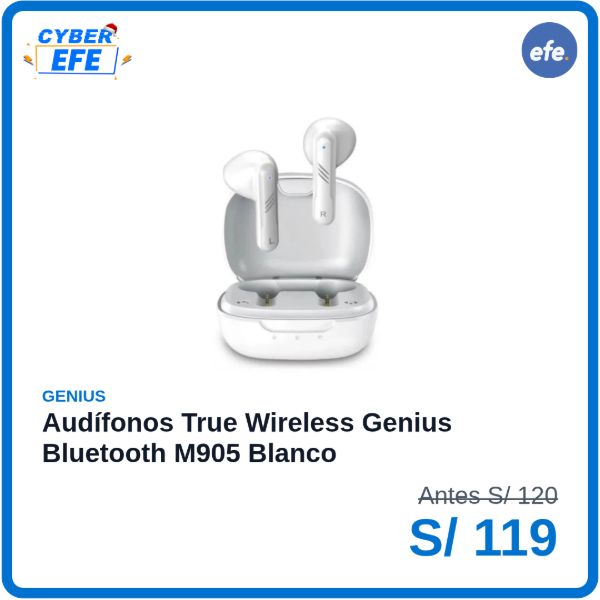 CYBER
EFE
efe.
R
L
GENIUS
Audífonos True Wireless Genius
Bluetooth M905 Blanco
Antes S/ 120
S/ 119